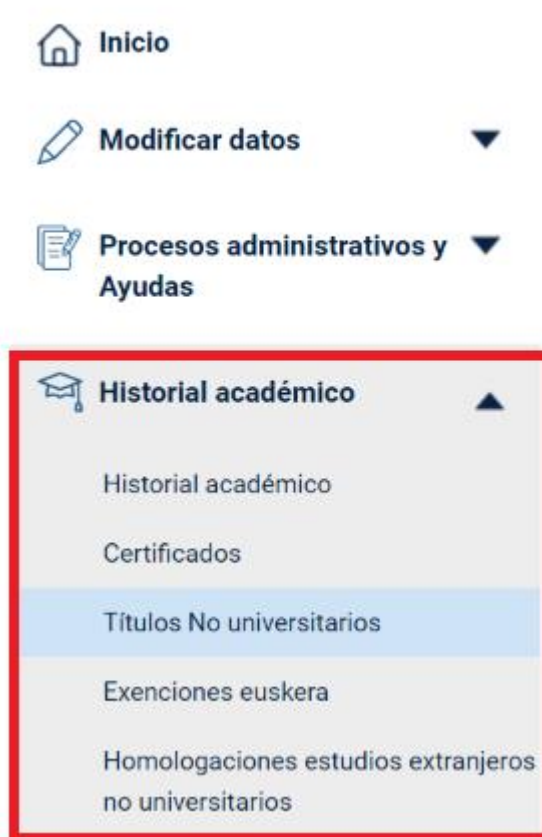 Inicio
Modificar datos
Procesos administrativos y
Ayudas
Historial académico
Historial académico
Certificados
Títulos No universitarios
Exenciones euskera
Homologaciones estudios extranjeros
no universitarios